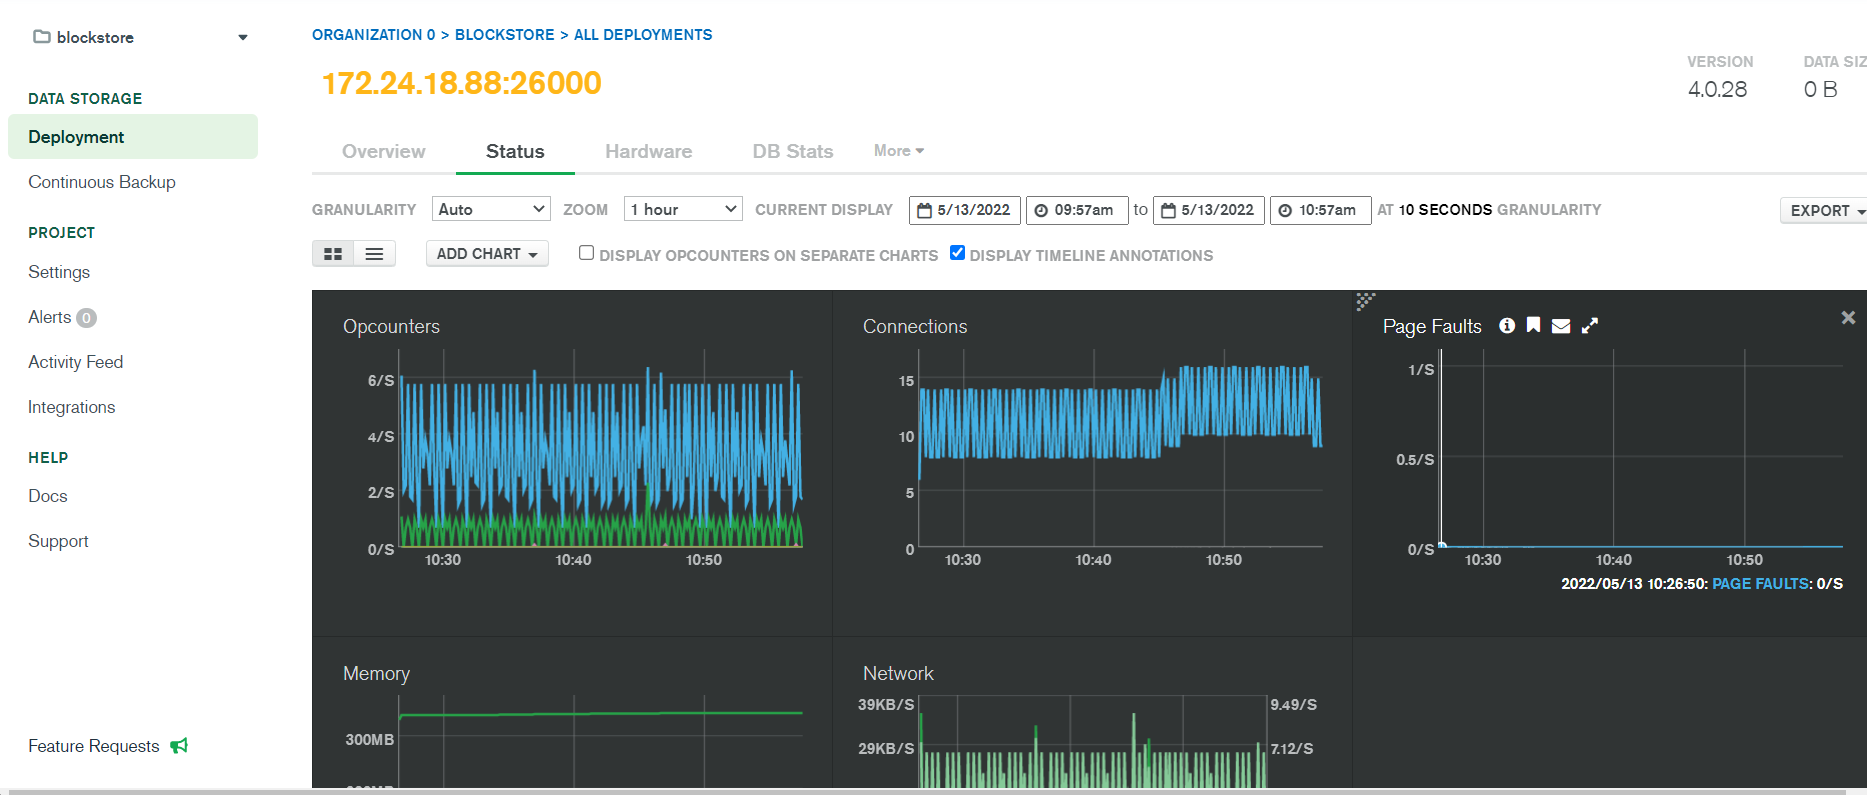 blockstore
ORGANIZATION 0 > BLOCKSTORE > ALL DEPLOYMENTS
172.24.18.88:26000
VERSION
4.0.28
DATA SIZ
0 B
DATA STORAGE
Deployment
Continuous Backup
PROJECT
Settings
Alerts 0
Activity Feed
Integrations
HELP
Docs
Support
Feature Requests
Overview Status Hardware DB Stats More
GRANULARITY Auto ZOOM 1 hour CURRENT DISPLAY 5/13/2022 09:57am to 5/13/2022 10:57am AT 10 SECONDS GRANULARITY EXPORT
ADD CHART DISPLAY OPCOUNTERS ON SEPARATE CHARTS DISPLAY TIMELINE ANNOTATIONS
Opcounters
6/S
4/S
2/S
0/S
10:30 10:40 10:50
Connections
15
10
5
0
10:30 10:40 10:50
Page Faults
1/S
0.5/S
0/S
10:30 10:40 10:50
2022/05/13 10:26:50: PAGE FAULTS: 0/S
Memory
300MB
Network
39KB/S 9.49/S
29KB/S 7.12/S